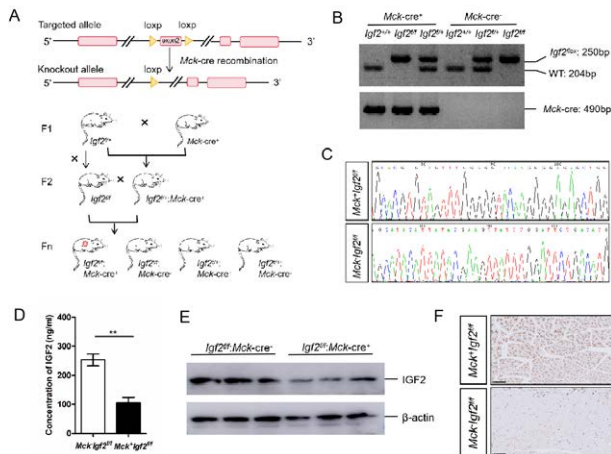 A
Targeted allele
loxp loxp
5' exon2 3'
Mck-cre recombination
Knockout allele
loxp
5' 3'
F1
Igf2f/+ × Mck-cre⁺
×
F2
Igf2f/f × Igf2f/+:Mck-cre⁺
Fn
Igf2f/f: Igf2f/f: Igf2f/+: Igf2f/+:
Mck-cre⁺ Mck-cre⁻ Mck-cre⁻ Mck-cre⁺
B
Mck-cre⁺ Mck-cre⁻
Igf2+/+ Igf2f/f Igf2f/+ Igf2+/+ Igf2f/+ Igf2f/f
Igf2flox: 250bp
WT: 204bp
Mck-cre: 490bp
C
Mck⁺Igf2f/f
Mck⁻Igf2f/f
D
Concentration of IGF2 (ng/ml)
300
200
100
0
**
Mck⁻Igf2f/f Mck⁺Igf2f/f
E
Igf2f/f:Mck-cre⁻ Igf2f/f:Mck-cre⁺
IGF2
β-actin
F
Mck⁺Igf2f/f
Mck⁻Igf2f/f